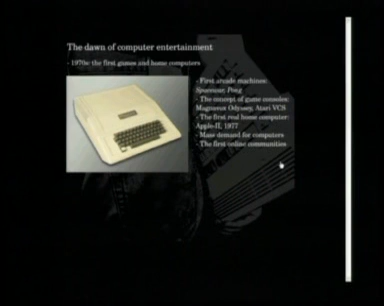 The dawn of computer entertainment
- 1970s: the first games and home computers
- First arcade machines:
Spacewar, Pong
- The concept of game consoles:
Magnavox Odyssey, Atari VCS
- The first real home computer:
Apple-II, 1977
- Mass demand for computers
- The first online communities